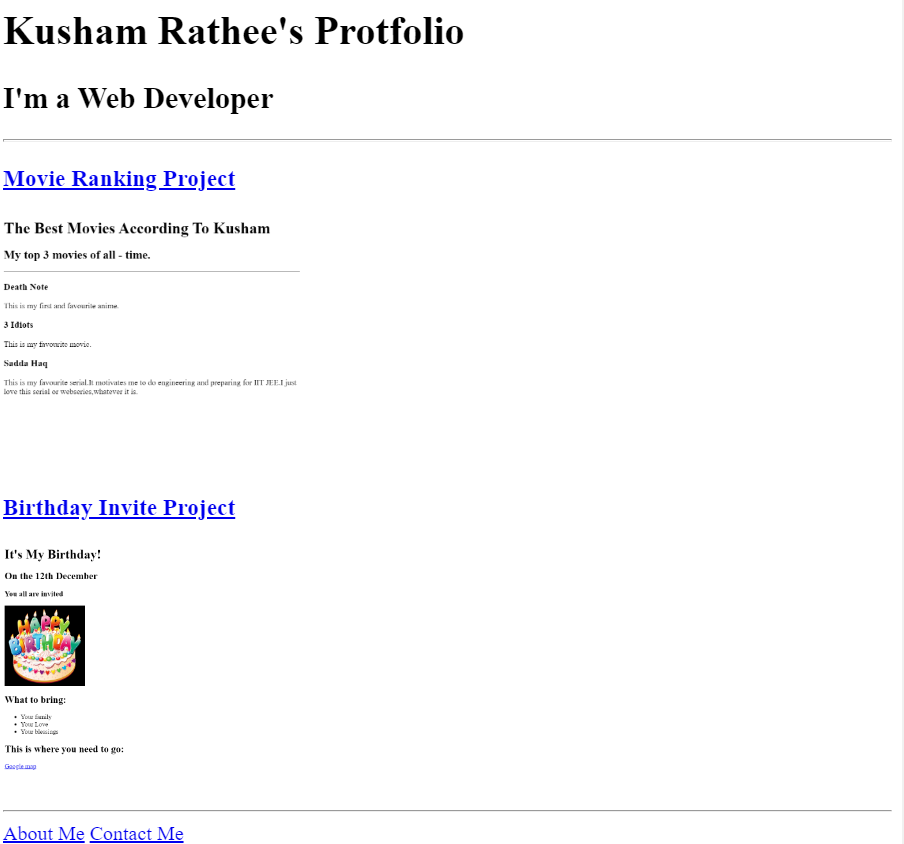 Kusham Rathee's Protfolio
I'm a Web Developer
Movie Ranking Project
The Best Movies According To Kusham
My top 3 movies of all - time.
Death Note
This is my first and favourite anime.
3 Idiots
This is my favourite movie.
Sadda Haq
This is my favourite serial.It motivates me to do engineering and preparing for IIT JEE.I just
love this serial or webseries,whatever it is.
Birthday Invite Project
It's My Birthday!
On the 12th December
You all are invited
HAPPY
BIRTHDAY
What to bring:
Your family
Your Love
Your blessings
This is where you need to go:
Google map
About Me Contact Me